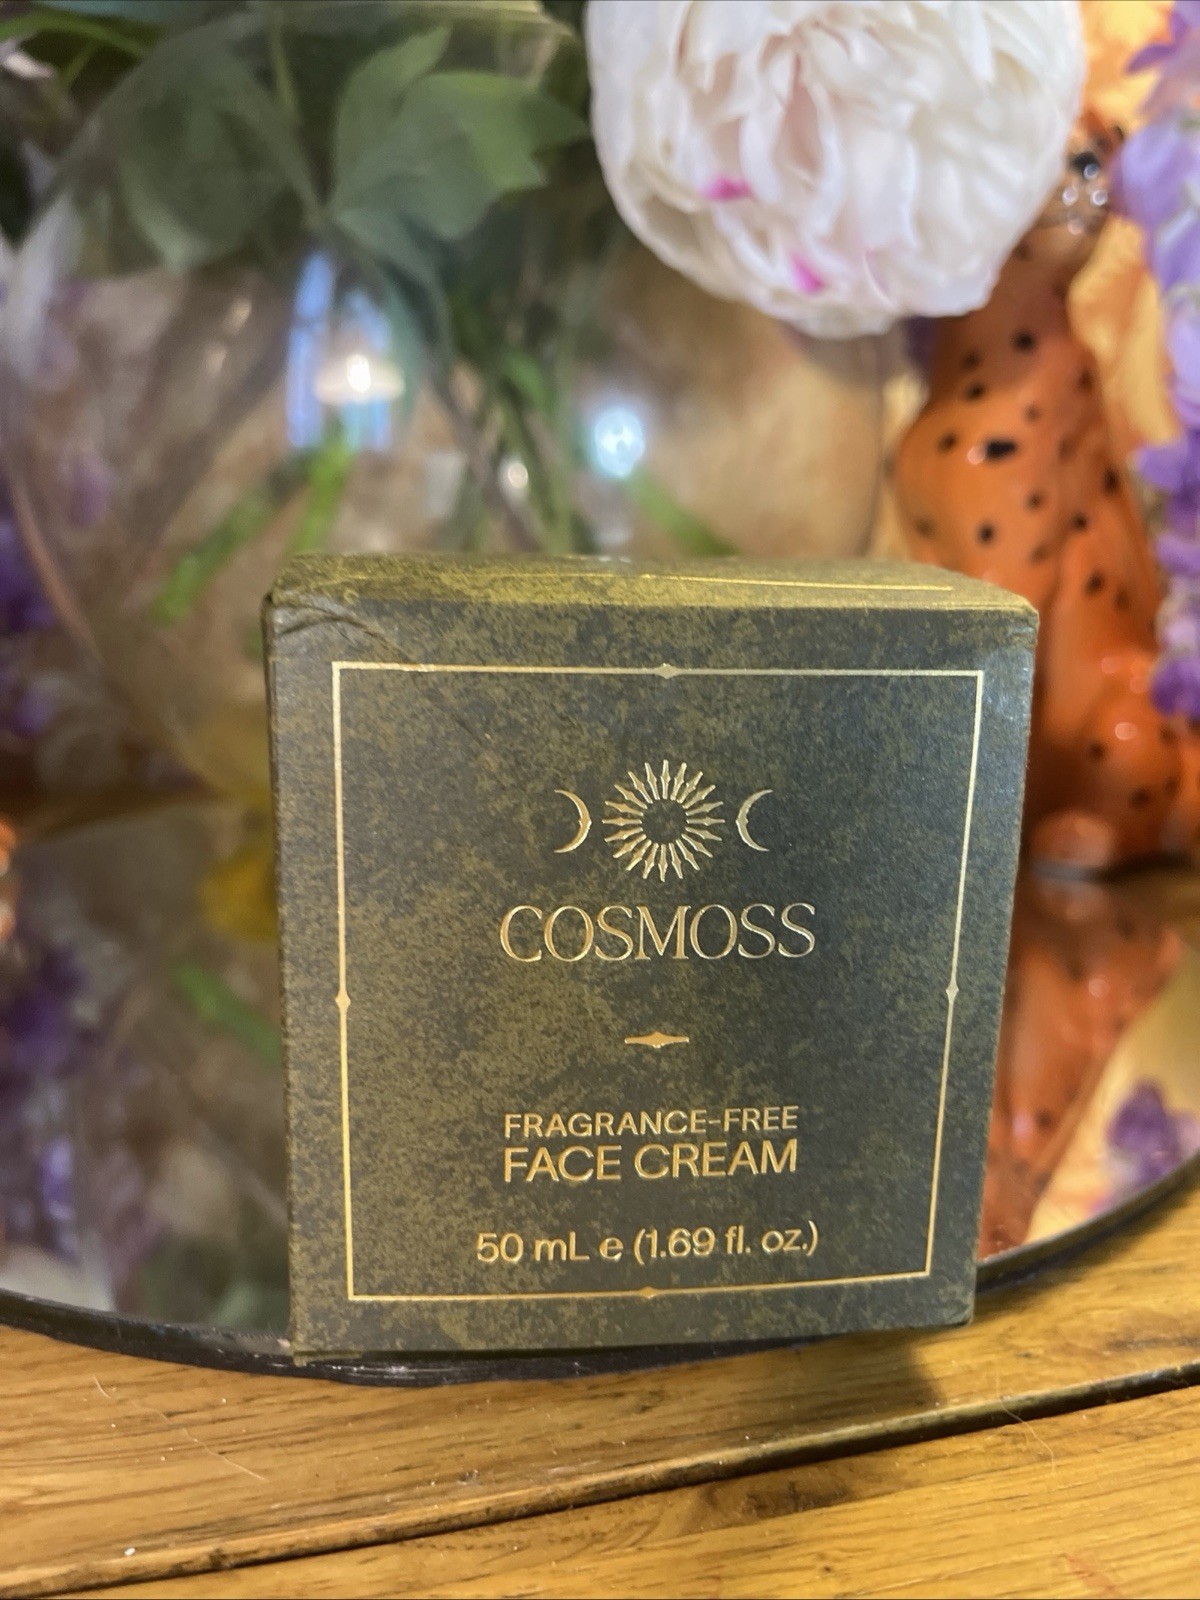 COSMOSS
FRAGRANCE-FREE
FACE CREAM
50 mL e (1.69 fl. oz.)